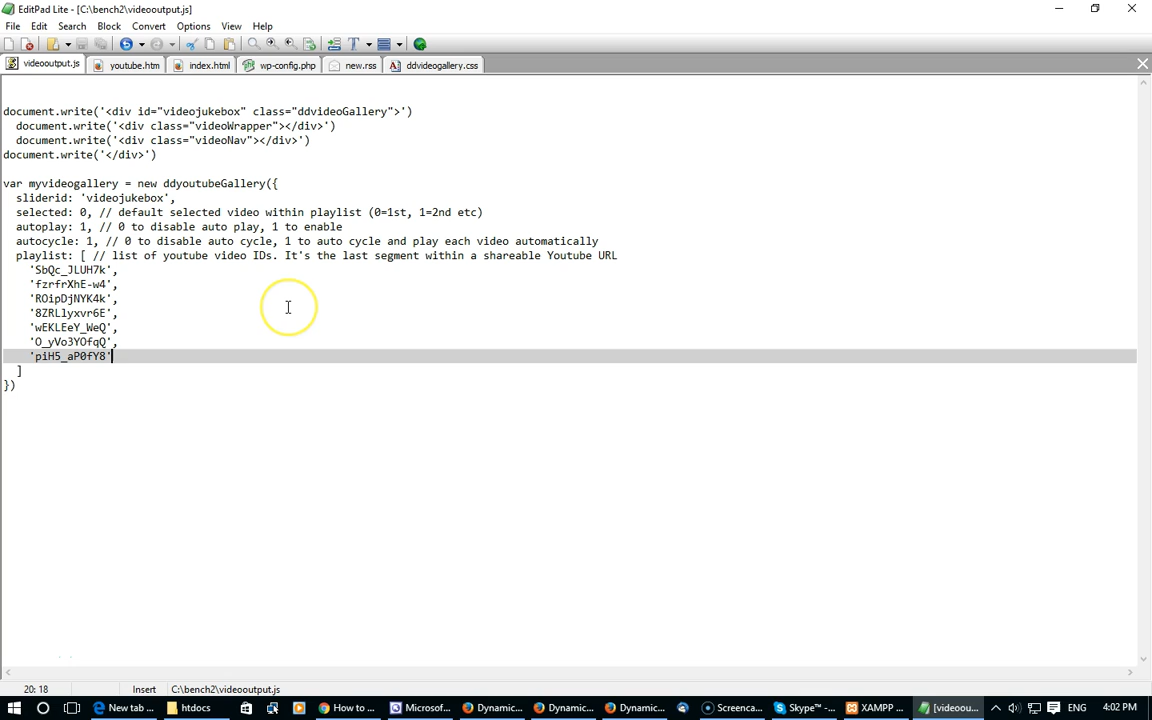 EditPad Lite - [C:\bench2\videooutput.js]
File Edit Search Block Convert Options View Help
videooutput.js youtube.htm index.html wp-config.php new.rss ddvideogallery.css
document.write('<div id="videojukebox" class="ddvideoGallery">')
document.write('<div class="videoWrapper"></div>')
document.write('<div class="videoNav"></div>')
document.write('</div>')
var myvideogallery = new ddyoutubeGallery({
sliderid: 'videojukebox',
selected: 0, // default selected video within playlist (0=1st, 1=2nd etc)
autoplay: 1, // 0 to disable auto play, 1 to enable
autocycle: 1, // 0 to disable auto cycle, 1 to auto cycle and play each video automatically
playlist: [ // list of youtube video IDs. It's the last segment within a shareable Youtube URL
'SbQc_JLUH7k',
'fzrfrXhE-w4',
'ROipDjNYK4k',
'8ZRLlyxvr6E',
'wEKLEeY_WeQ',
'O_yVo3YOfqQ',
'piH5_aP0fY8'
]
})
20: 18 Insert C:\bench2\videooutput.js
New tab ... htdocs How to ... Microsof... Dynamic... Dynamic... Dynamic... Screenca... Skype™ -... XAMPP ... [videoou... ENG 4:02 PM